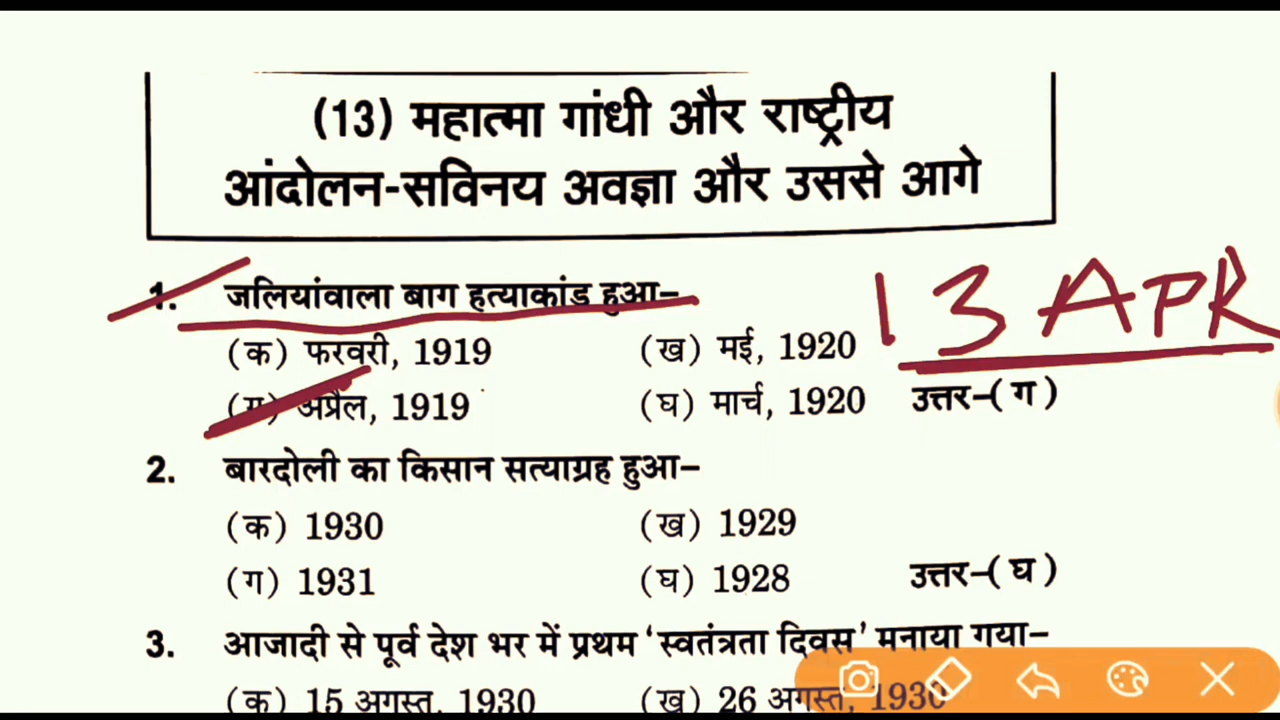 (13) महात्मा गांधी और राष्ट्रीय
आंदोलन-सविनय अवज्ञा और उससे आगे
1. जलियांवाला बाग हत्याकांड हुआ–
13 APR
(क) फरवरी, 1919 (ख) मई, 1920
(ग) अप्रैल, 1919 (घ) मार्च, 1920 उत्तर–(ग)
2. बारदोली का किसान सत्याग्रह हुआ–
(क) 1930 (ख) 1929
(ग) 1931 (घ) 1928 उत्तर–(घ)
3. आजादी से पूर्व देश भर में प्रथम ‘स्वतंत्रता दिवस’ मनाया गया–
(क) 15 अगस्त, 1930 (ख) 26 अगस्त, 1930